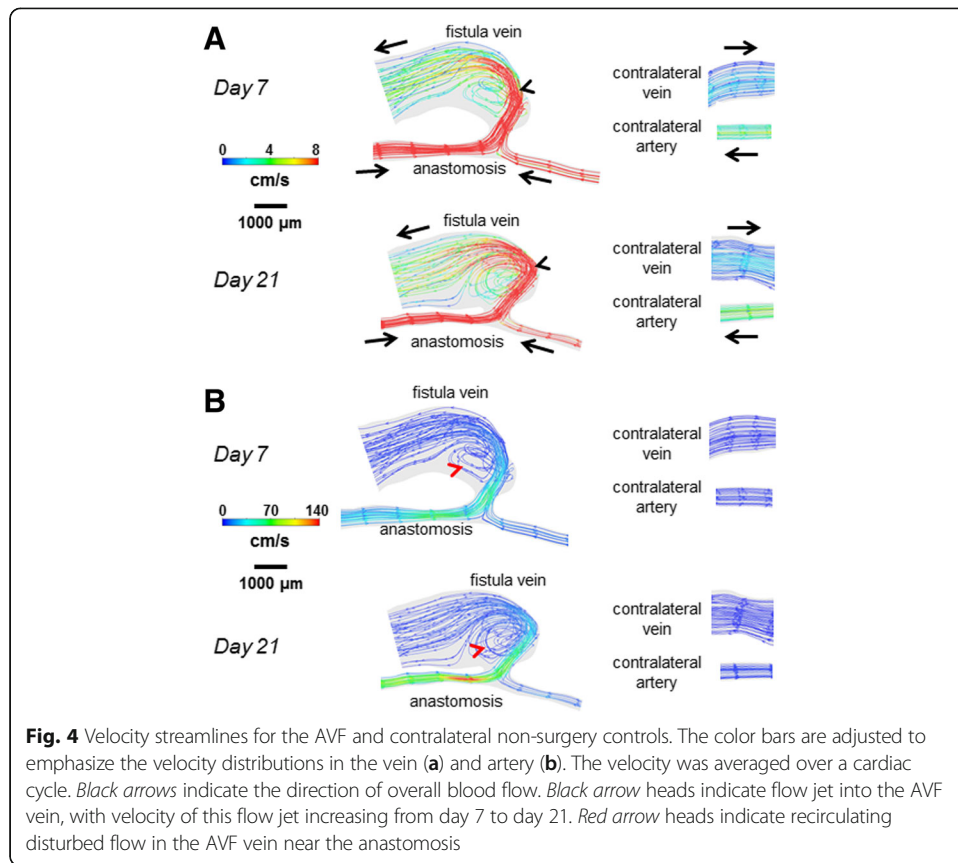 A
fistula vein
Day 7
contralateral
vein
0 4 8
cm/s
contralateral
artery
1000 µm
anastomosis
fistula vein
Day 21
contralateral
vein
contralateral
artery
anastomosis
B
fistula vein
Day 7
contralateral
vein
0 70 140
cm/s
contralateral
artery
1000 µm
anastomosis
fistula vein
Day 21
contralateral
vein
contralateral
artery
anastomosis
Fig. 4 Velocity streamlines for the AVF and contralateral non-surgery controls. The color bars are adjusted to
emphasize the velocity distributions in the vein (a) and artery (b). The velocity was averaged over a cardiac
cycle. Black arrows indicate the direction of overall blood flow. Black arrow heads indicate flow jet into the AVF
vein, with velocity of this flow jet increasing from day 7 to day 21. Red arrow heads indicate recirculating
disturbed flow in the AVF vein near the anastomosis